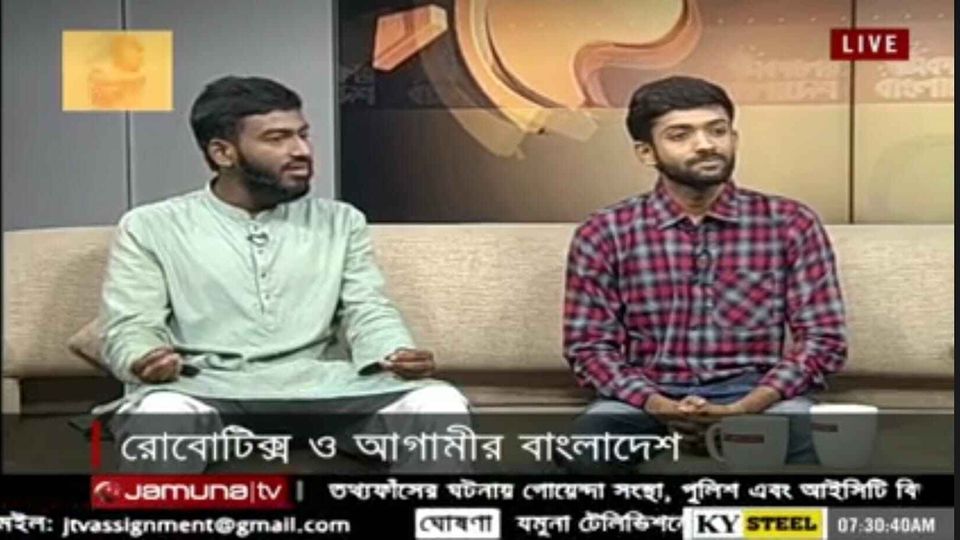 LIVE
রোবোটিক্স ও আগামীর বাংলাদেশ
Jamuna|tv তথ্যফাঁসের ঘটনায় গোয়েন্দা সংস্থা, পুলিশ এবং আইসিটি
মেইল: jtvassignment@gmail.com ঘোষণা যমুনা টেলিভিশনে KY STEEL 07:30:40AM